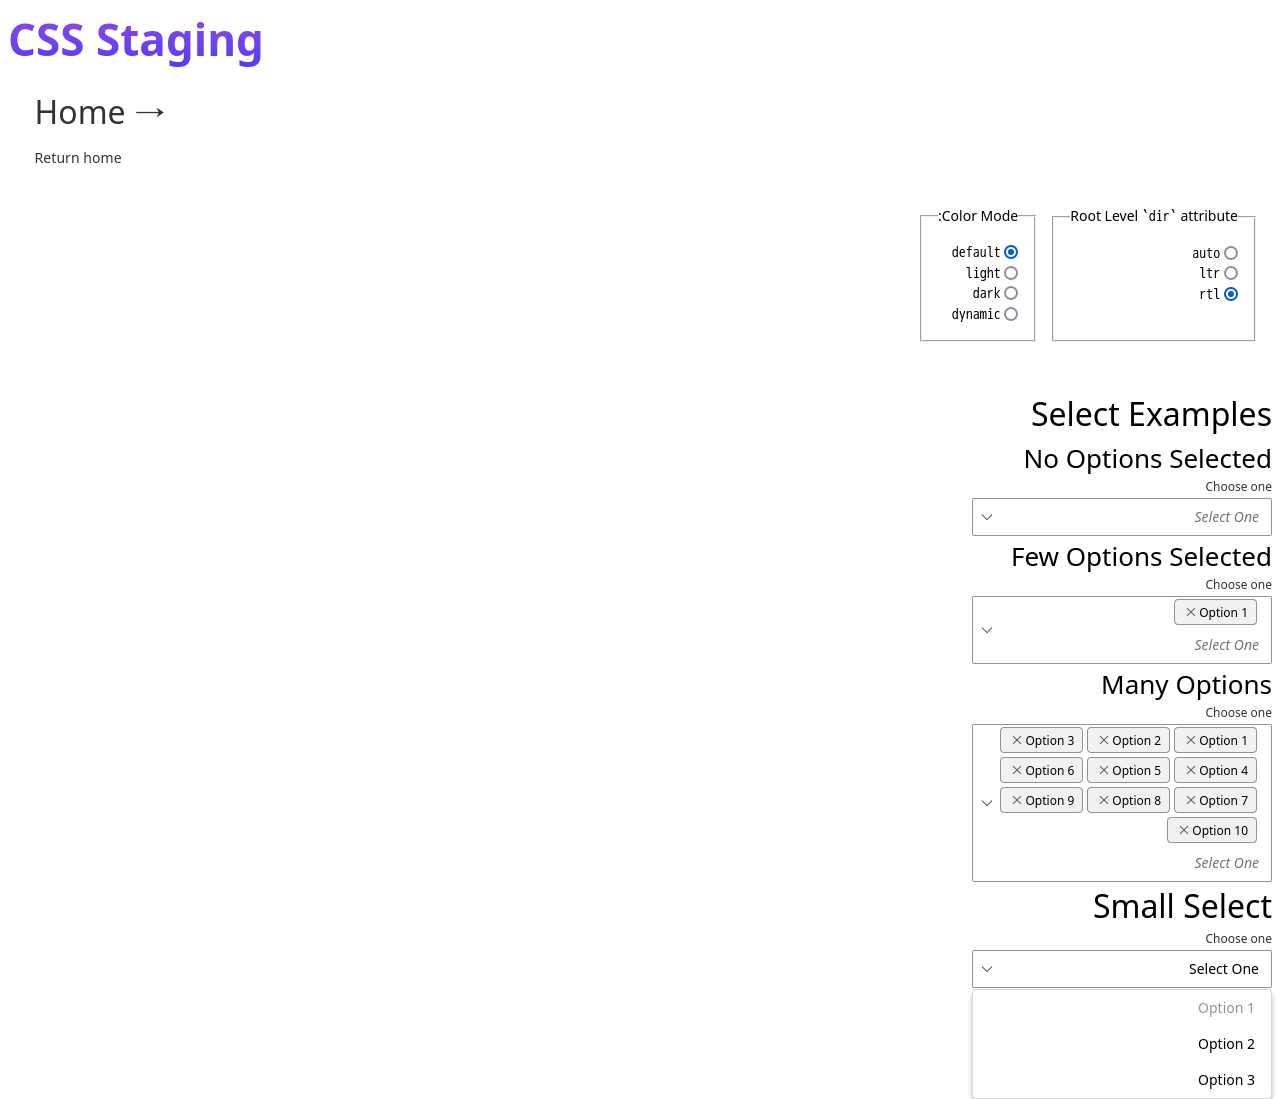 CSS Staging
Home →
Return home
:Color Mode
default
light
dark
dynamic
Root Level `dir` attribute
auto
ltr
rtl
Select Examples
No Options Selected
Choose one
Select One
Few Options Selected
Choose one
Option 1
Select One
Many Options
Choose one
Option 3 Option 2 Option 1
Option 6 Option 5 Option 4
Option 9 Option 8 Option 7
Option 10
Select One
Small Select
Choose one
Select One
Option 1
Option 2
Option 3